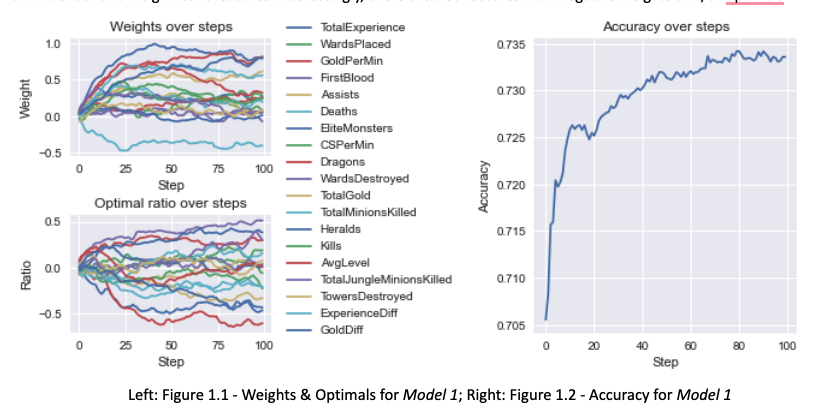 Weights over steps
1.0
0.5
0.0
−0.5
Weight
0 25 50 75 100
Step
Optimal ratio over steps
0.5
0.0
−0.5
Ratio
0 25 50 75 100
Step
TotalExperience
WardsPlaced
GoldPerMin
FirstBlood
Assists
Deaths
EliteMonsters
CSPerMin
Dragons
WardsDestroyed
TotalGold
TotalMinionsKilled
Heralds
Kills
AvgLevel
TotalJungleMinionsKilled
TowersDestroyed
ExperienceDiff
GoldDiff
Accuracy over steps
0.735
0.730
0.725
0.720
0.715
0.710
0.705
Accuracy
0 20 40 60 80 100
Step
Left: Figure 1.1 - Weights & Optimals for Model 1; Right: Figure 1.2 - Accuracy for Model 1